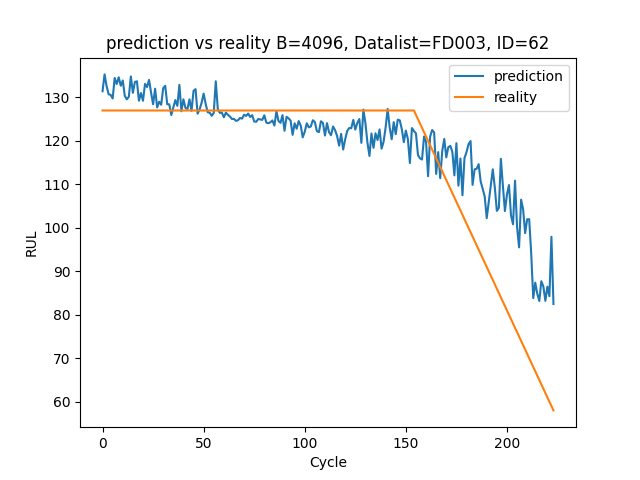 prediction vs reality B=4096, Datalist=FD003, ID=62
prediction
reality
130
120
110
100
90
80
70
60
RUL
0 50 100 150 200
Cycle